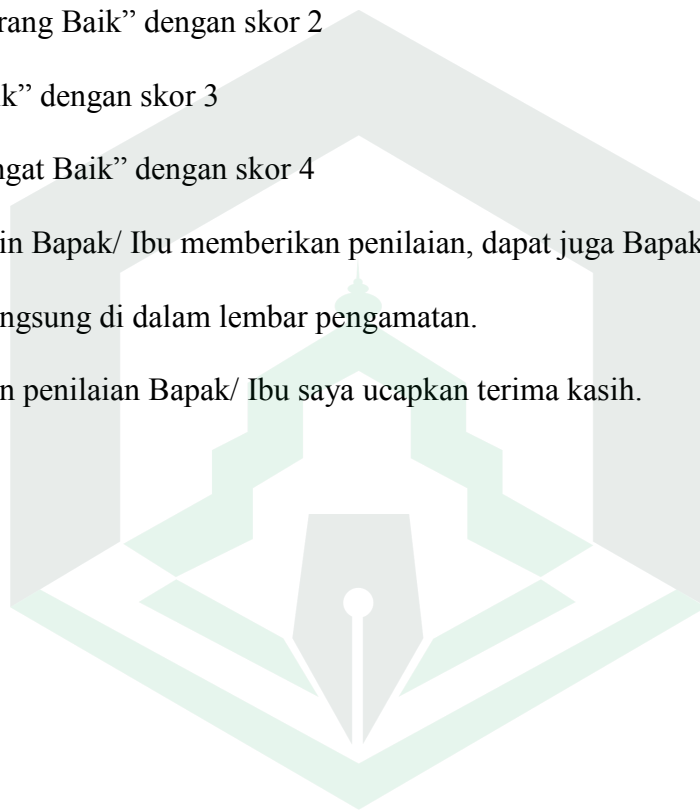 rang Baik” dengan skor 2
k” dengan skor 3
ngat Baik” dengan skor 4
in Bapak/ Ibu memberikan penilaian, dapat juga Bapak
ngsung di dalam lembar pengamatan.
n penilaian Bapak/ Ibu saya ucapkan terima kasih.